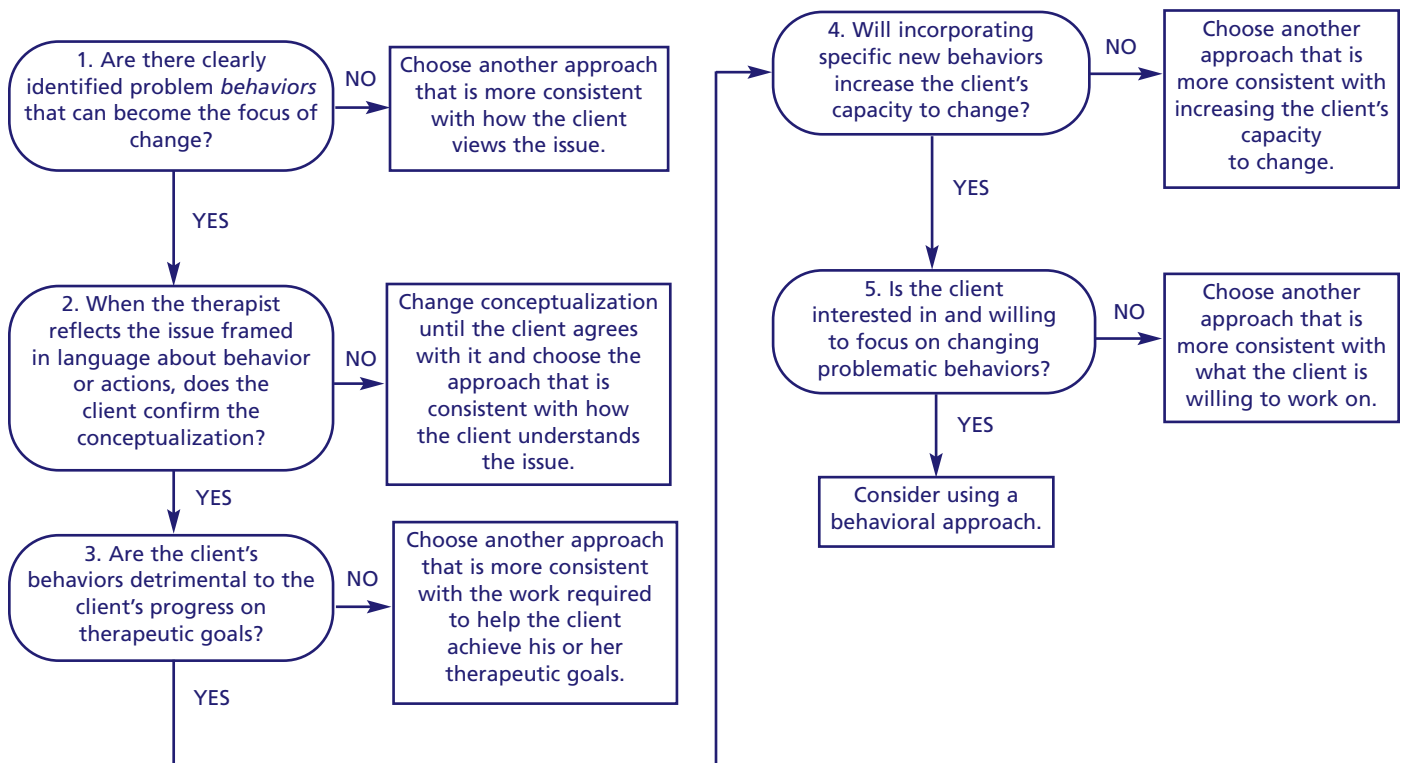 1. Are there clearly
identified problem behaviors
that can become the focus of
change?
NO
Choose another approach
that is more consistent
with how the client
views the issue.
YES
2. When the therapist
reflects the issue framed
in language about behavior
or actions, does the
client confirm the
conceptualization?
NO
Change conceptualization
until the client agrees
with it and choose the
approach that is
consistent with how
the client understands
the issue.
YES
3. Are the client’s
behaviors detrimental to the
client’s progress on
therapeutic goals?
NO
Choose another approach
that is more consistent
with the work required
to help the client
achieve his or her
therapeutic goals.
YES
4. Will incorporating
specific new behaviors
increase the client’s
capacity to change?
NO
Choose another
approach that is
more consistent with
increasing the client’s
capacity
to change.
YES
5. Is the client
interested in and willing
to focus on changing
problematic behaviors?
NO
Choose another
approach that is
more consistent with
what the client is
willing to work on.
YES
Consider using a
behavioral approach.